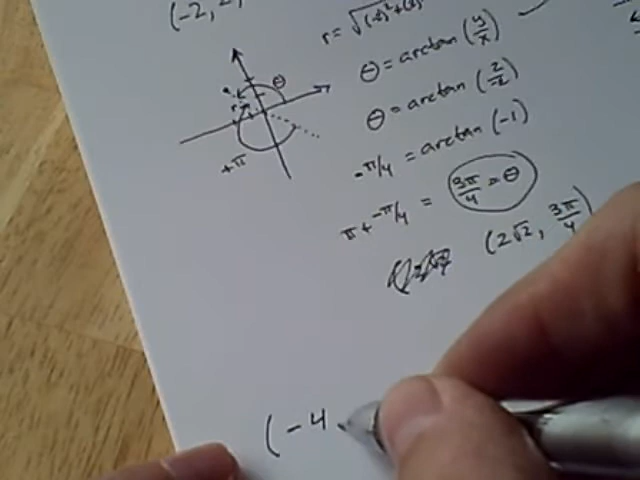 (-2, 2
r = √(-2)²+(2)²
θ = arctan (y/x)
θ = arctan (2/-2)
-π/4 = arctan (-1)
π + -π/4 = 3π/4 = θ
(2√2, 3π/4)
θ
r
+π
(-4,